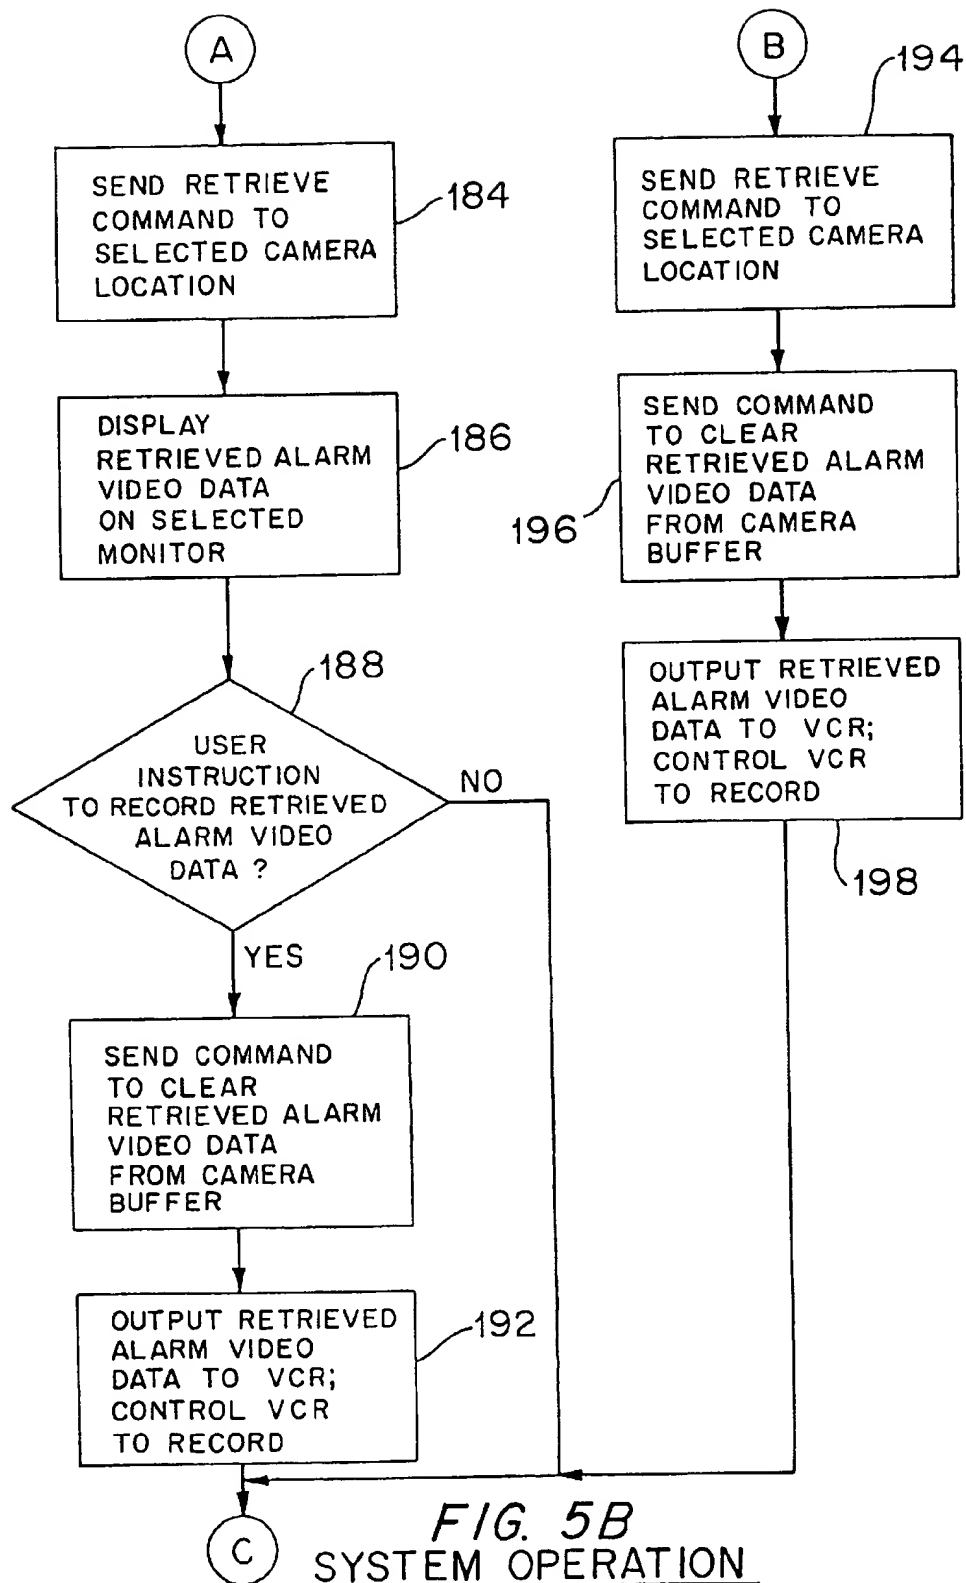 A
SEND RETRIEVE
COMMAND TO
SELECTED CAMERA
LOCATION
184
DISPLAY
RETRIEVED ALARM
VIDEO DATA
ON SELECTED
MONITOR
186
188
USER
INSTRUCTION
TO RECORD RETRIEVED
ALARM VIDEO
DATA ?
NO
YES
190
SEND COMMAND
TO CLEAR
RETRIEVED ALARM
VIDEO DATA
FROM CAMERA
BUFFER
OUTPUT RETRIEVED
ALARM VIDEO
DATA TO VCR;
CONTROL VCR
TO RECORD
192
C
B
194
SEND RETRIEVE
COMMAND TO
SELECTED CAMERA
LOCATION
SEND COMMAND
TO CLEAR
RETRIEVED ALARM
VIDEO DATA
FROM CAMERA
BUFFER
196
OUTPUT RETRIEVED
ALARM VIDEO
DATA TO VCR;
CONTROL VCR
TO RECORD
198
FIG. 5B
SYSTEM OPERATION